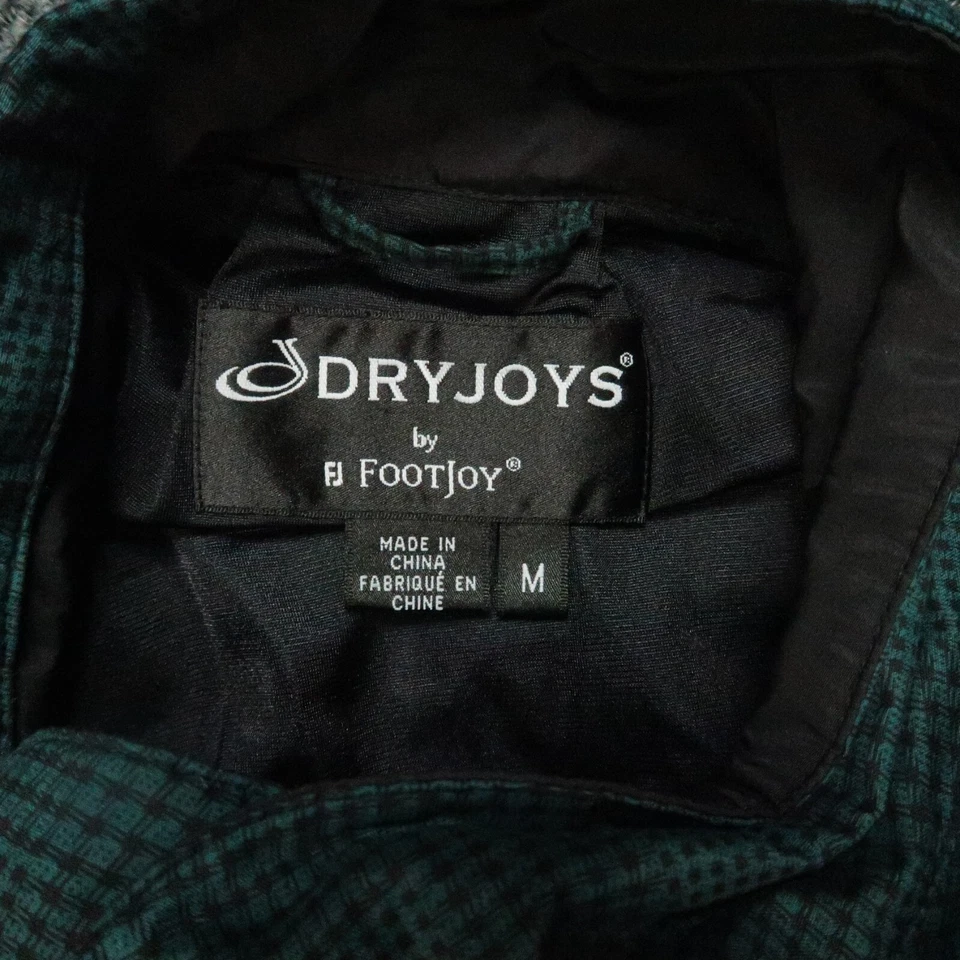 DRYJOYS®
by
FJ FOOTJOY®
MADE IN
CHINA
FABRIQUÉ EN
CHINE
M